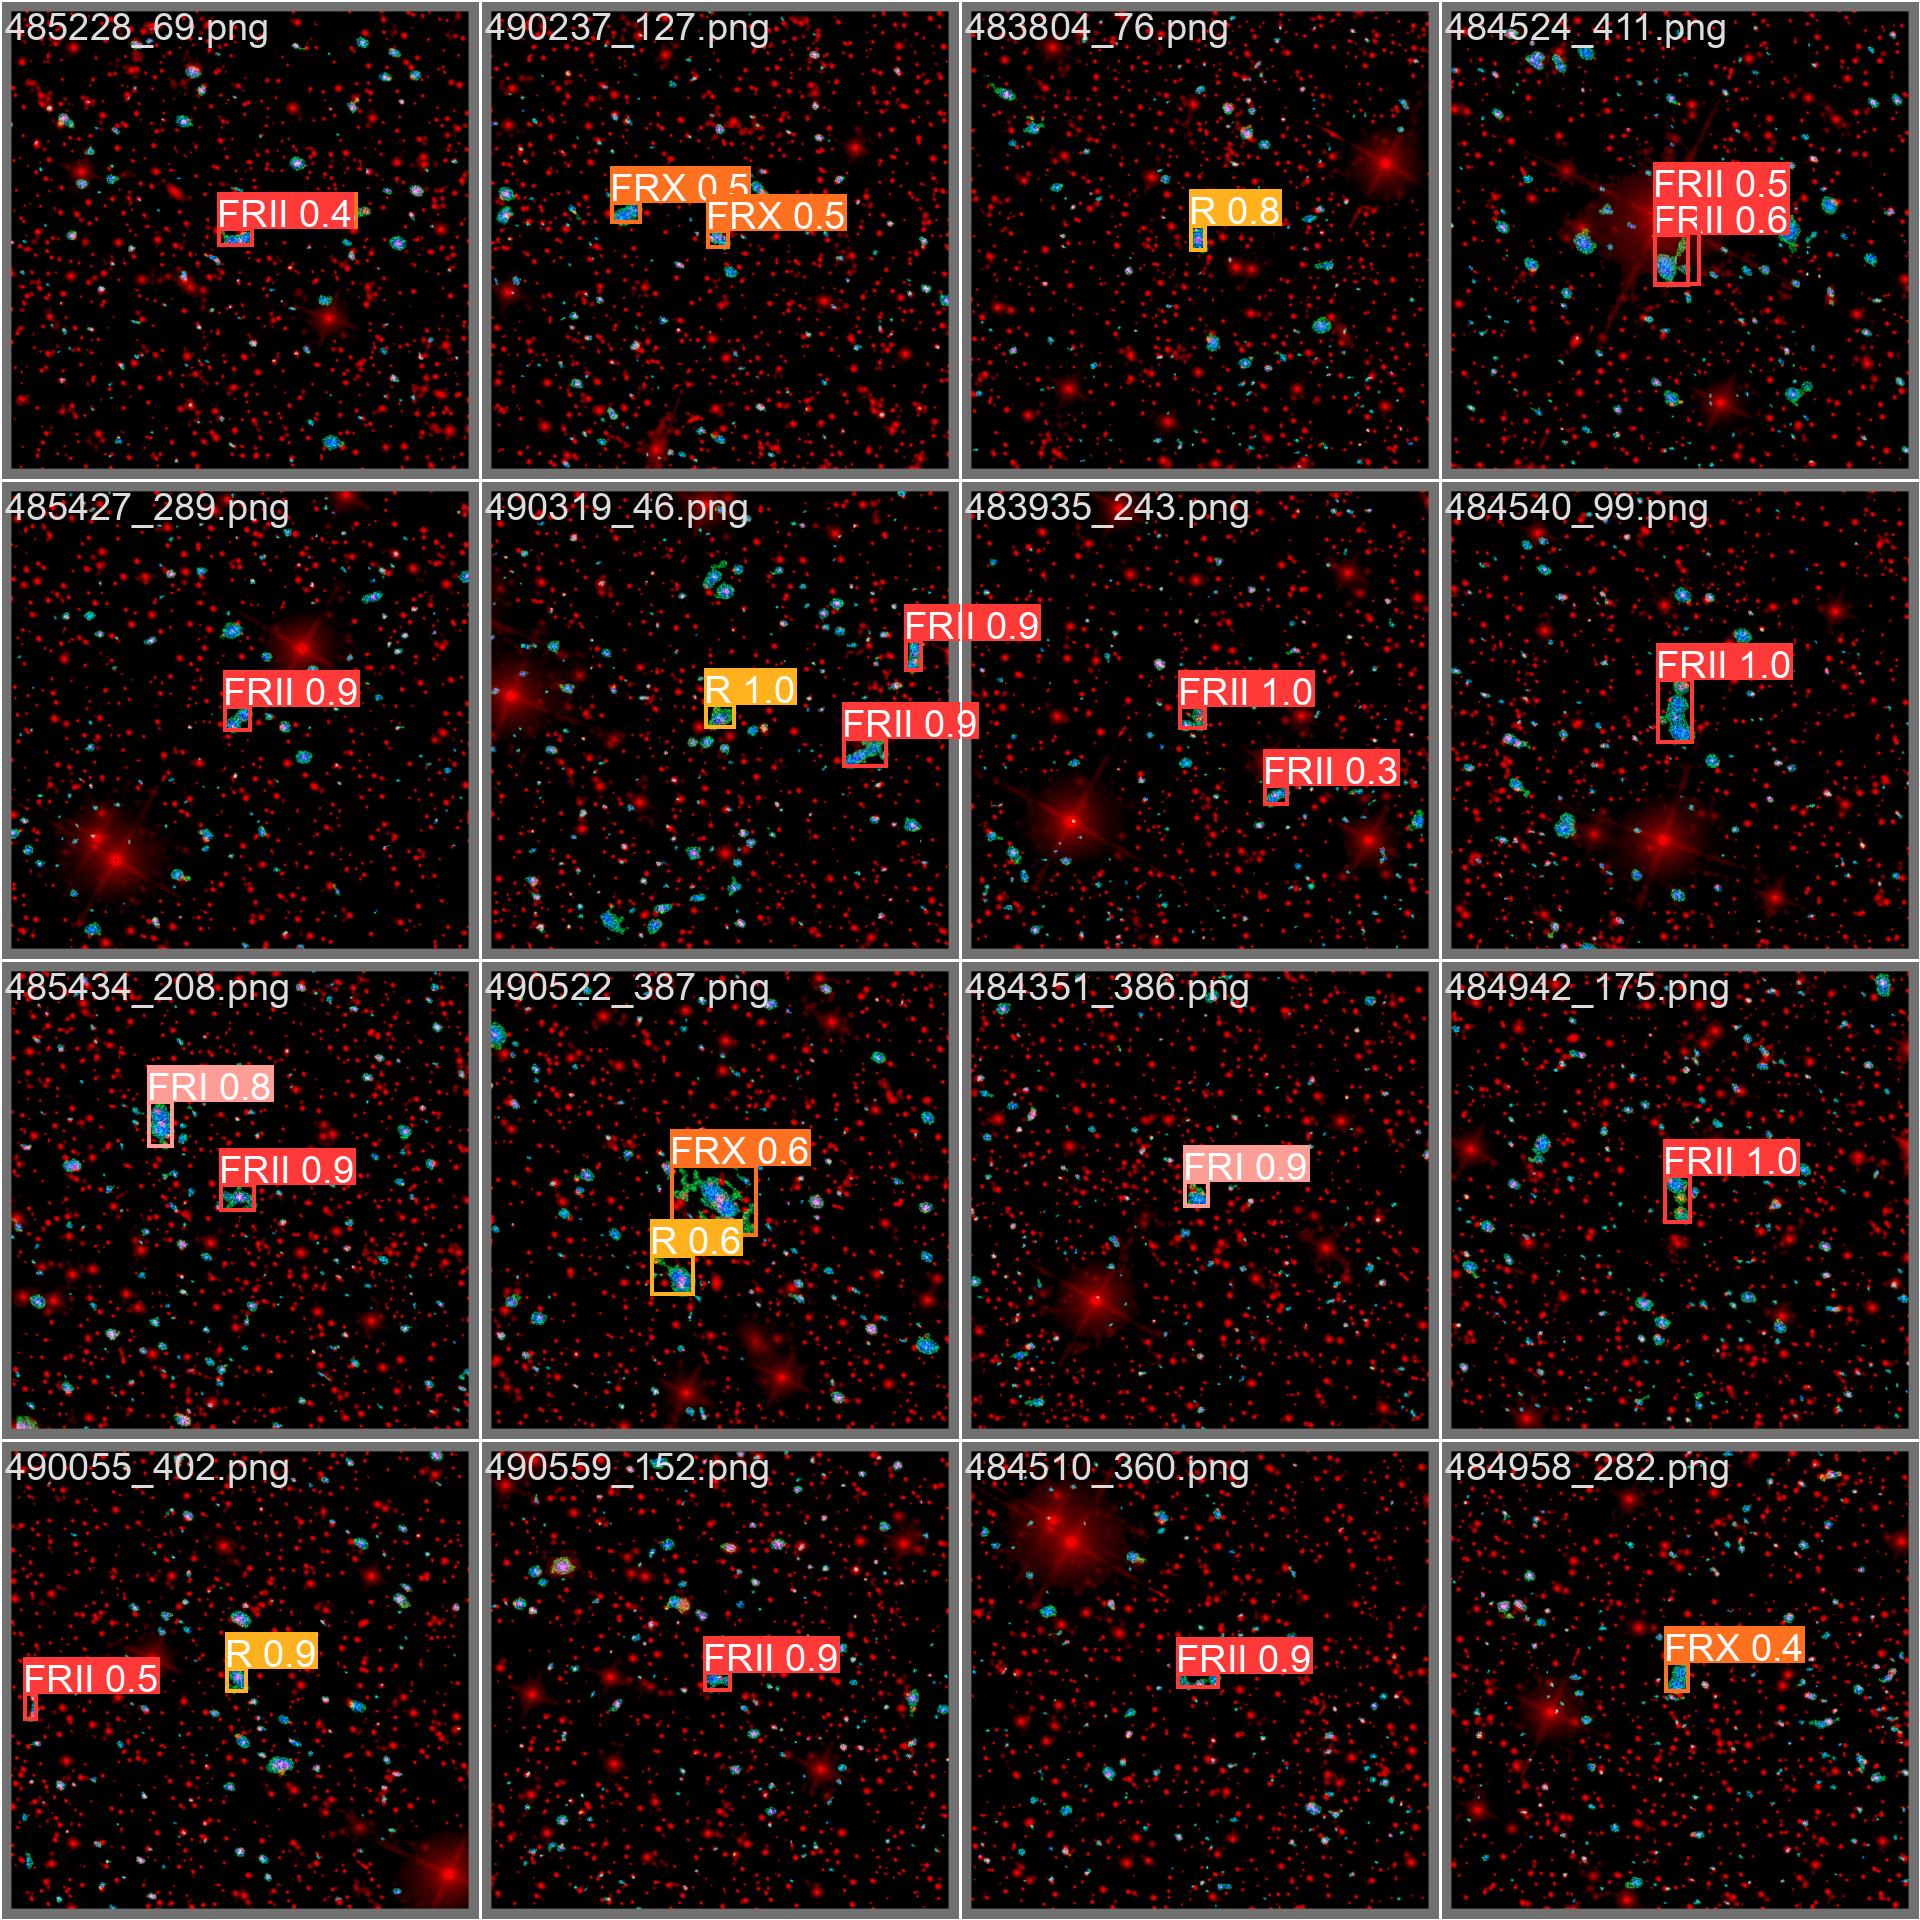 485228_69.png
FRII 0.4
490237_127.png
FRX 0.5
FRX 0.5
483804_76.png
R 0.8
484524_411.png
FRII 0.5
FRII 0.6
485427_289.png
FRII 0.9
490319_46.png
FRII 0.9
R 1.0
FRII 0.9
483935_243.png
FRII 1.0
FRII 0.3
484540_99.png
FRII 1.0
485434_208.png
FRI 0.8
FRII 0.9
490522_387.png
FRX 0.6
R 0.6
484351_386.png
FRI 0.9
484942_175.png
FRII 1.0
490055_402.png
R 0.9
FRII 0.5
490559_152.png
FRII 0.9
484510_360.png
FRII 0.9
484958_282.png
FRX 0.4